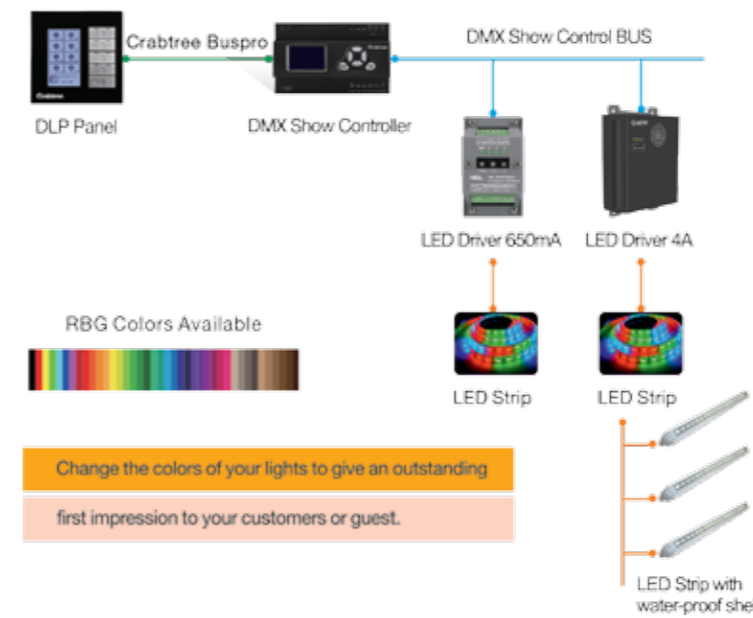 Crabtree Buspro
DMX Show Control BUS
DLP Panel
DMX Show Controller
LED Driver 650mA
LED Driver 4A
RBG Colors Available
LED Strip
LED Strip
Change the colors of your lights to give an outstanding
first impression to your customers or guest.
LED Strip with
water-proof she